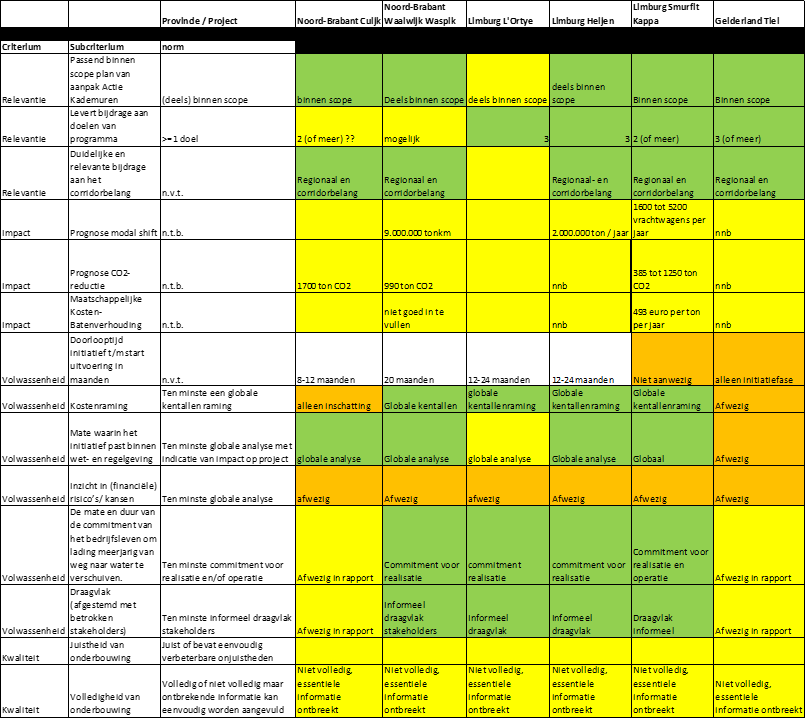 Provinde / Project Noord-Brabant Cuijk Noord-Brabant Waalwijk Waspik Limburg L'Ortye Limburg Heijen Limburg Smurfit Kappa Gelderland Tiel
Criterium Subcriterium norm
Relevantie Passend binnen scope plan van aanpak Actie Kademuren (deels) binnen scope binnen scope Deels binnen scope deels binnen scope deels binnen scope Binnen scope Binnen scope
Relevantie Levert bijdrage aan doelen van programma >= 1 doel 2 (of meer) ?? mogelijk 3 3 2 (of meer) 3 (of meer)
Relevantie Duidelijke en relevante bijdrage aan het corridorbelang n.v.t. Regionaal en corridorbelang Regionaal en corridorbelang Regionaal- en corridorbelang Regionaal en corridorbelang Regionaal en corridorbelang
Impact Prognose modal shift n.t.b. 9.000.000 tonkm 2.000.000 ton / jaar 1600 tot 5200 vrachtwagens per jaar nnb
Impact Prognose CO2-reductie n.t.b. 1700 ton CO2 990 ton CO2 nnb 385 tot 1250 ton CO2 nnb
Impact Maatschappelijke Kosten-Batenverhouding n.t.b. niet goed in te vullen nnb 493 euro per ton per jaar nnb
Volwassenheid Doorlooptijd initiatief t/m start uitvoering in maanden n.v.t. 8-12 maanden 20 maanden 12-24 maanden 12-24 maanden Niet aanwezig alleen initiatiefase
Volwassenheid Kostenraming Ten minste een globale kentallenraming alleen inschatting Globale kentallen globale kentallenraming Globale kentallenraming Globale kentallenraming Afwezig
Volwassenheid Mate waarin het initiatief past binnen wet- en regelgeving Ten minste globale analyse met indicatie van impact op project globale analyse Globale analyse globale analyse Globale analyse Globaal Afwezig
Volwassenheid Inzicht in (financiële) risico's/ kansen Ten minste globale analyse afwezig Afwezig afwezig Afwezig Afwezig Afwezig
Volwassenheid De mate en duur van de commitment van het bedrijfsleven om lading meerjarig van weg naar water te verschuiven. Ten minste commitment voor realisatie en/of operatie Afwezig in rapport Commitment voor realisatie commitment realisatie commitment voor realisatie Commitment voor realisatie en operatie Afwezig in rapport
Volwassenheid Draagvlak (afgestemd met betrokken stakeholders) Ten minste informeel draagvlak stakeholders Afwezig in rapport Informeel draagvlak stakeholders Informeel draagvlak Informeel draagvlak Draagvlak informeel Afwezig in rapport
Kwaliteit Juistheid van onderbouwing Juist of bevat eenvoudig verbeterbare onjuistheden
Kwaliteit Volledigheid van onderbouwing Volledig of niet volledig maar ontbrekende informatie kan eenvoudig worden aangevuld Niet volledig, essentiele informatie ontbreekt Niet volledig, essentiele informatie ontbreekt Niet volledig, essentiele informatie ontbreekt Niet volledig, essentiele informatie ontbreekt Niet volledig, essentiele informatie ontbreekt Niet volledig, essentiele informatie ontbreekt